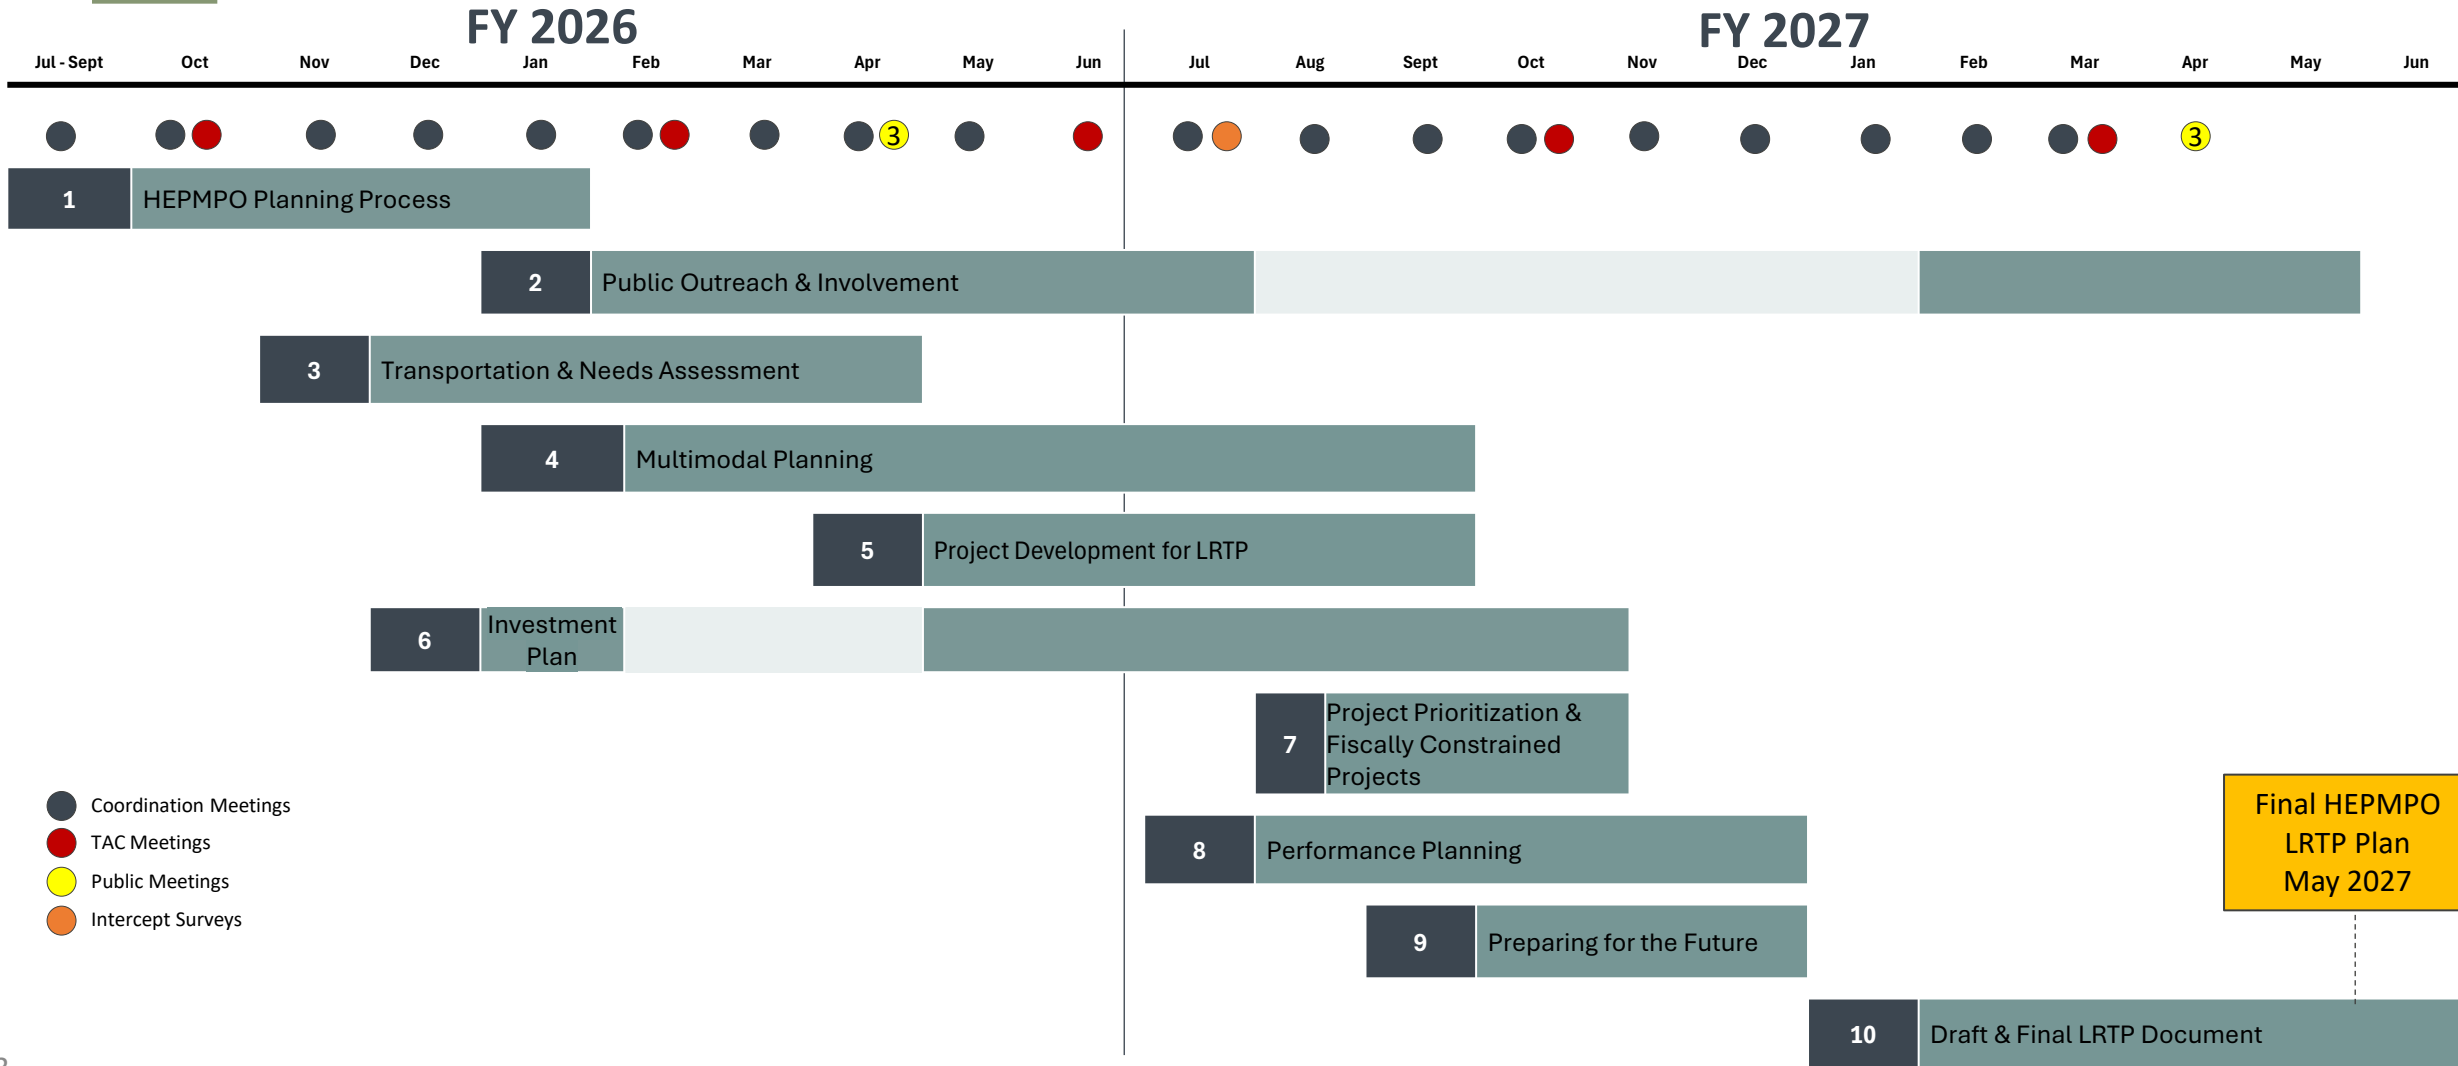 FY 2026
FY 2027
Jul - Sept Oct Nov Dec Jan Feb Mar Apr May Jun Jul Aug Sept Oct Nov Dec Jan Feb Mar Apr May Jun
3 3
1 HEPMPO Planning Process
2 Public Outreach & Involvement
3 Transportation & Needs Assessment
4 Multimodal Planning
5 Project Development for LRTP
6 Investment
Plan
7 Project Prioritization &
Fiscally Constrained
Projects
8 Performance Planning
9 Preparing for the Future
10 Draft & Final LRTP Document
Coordination Meetings
TAC Meetings
Public Meetings
Intercept Surveys
Final HEPMPO
LRTP Plan
May 2027